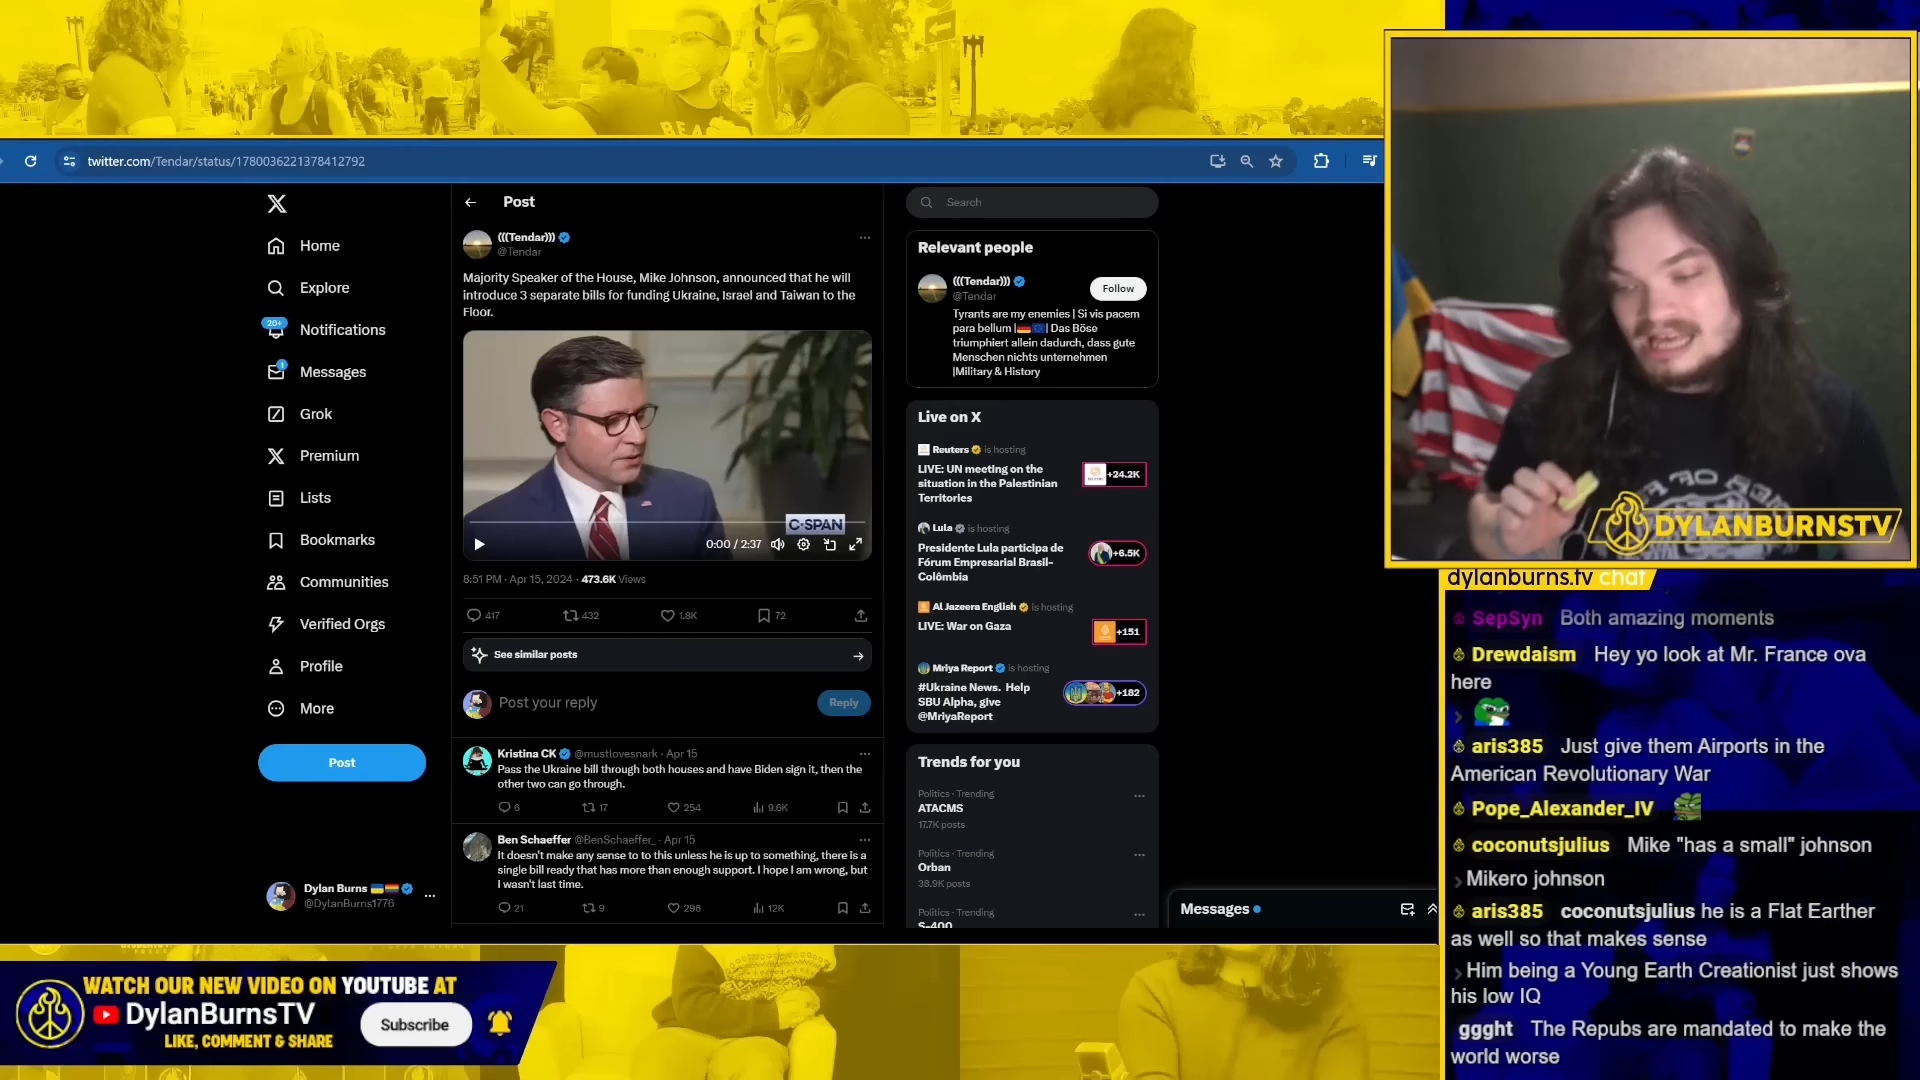 twitter.com/Tendar/status/1780036221378412792
Home
Explore
20+
Notifications
1
Messages
Grok
Premium
Lists
Bookmarks
Communities
Verified Orgs
Profile
More
Post
Dylan Burns
@DylanBurns1776
Post
(((Tendar)))
@Tendar
Majority Speaker of the House, Mike Johnson, announced that he will
introduce 3 separate bills for funding Ukraine, Israel and Taiwan to the
Floor.
C-SPAN
0:00 / 2:37
8:51 PM · Apr 15, 2024 · 473.6K Views
417 432 1.8K 72
See similar posts
Post your reply
Reply
Kristina CK @mustlovesnark · Apr 15
Pass the Ukraine bill through both houses and have Biden sign it, then the
other two can go through.
6 17 254 9.6K
Ben Schaeffer @BenSchaeffer_ · Apr 15
It doesn't make any sense to to this unless he is up to something, there is a
single bill ready that has more than enough support. I hope I am wrong, but
I wasn't last time.
21 9 296 12K
Search
Relevant people
(((Tendar)))
@Tendar
Follow
Tyrants are my enemies | Si vis pacem
para bellum | | Das Böse
triumphiert allein dadurch, dass gute
Menschen nichts unternehmen
|Military & History
Live on X
Reuters is hosting
LIVE: UN meeting on the
situation in the Palestinian
Territories
+24.2K
Lula is hosting
Presidente Lula participa de
Fórum Empresarial Brasil-
Colômbia
+6.5K
Al Jazeera English is hosting
LIVE: War on Gaza
+151
Mriya Report is hosting
#Ukraine News. Help
SBU Alpha, give
@MriyaReport
+182
Trends for you
Politics · Trending
ATACMS
17.7K posts
Politics · Trending
Orban
38.9K posts
Politics · Trending
S-400
Messages
DYLANBURNSTV
dylanburns.tv chat
SepSyn Both amazing moments
Drewdaism Hey yo look at Mr. France ova
here
aris385 Just give them Airports in the
American Revolutionary War
Pope_Alexander_IV
coconutsjulius Mike "has a small" johnson
Mikero johnson
aris385 coconutsjulius he is a Flat Earther
as well so that makes sense
Him being a Young Earth Creationist just shows
his low IQ
ggght The Repubs are mandated to make the
world worse
WATCH OUR NEW VIDEO ON YOUTUBE AT
DylanBurnsTV
LIKE, COMMENT & SHARE
Subscribe